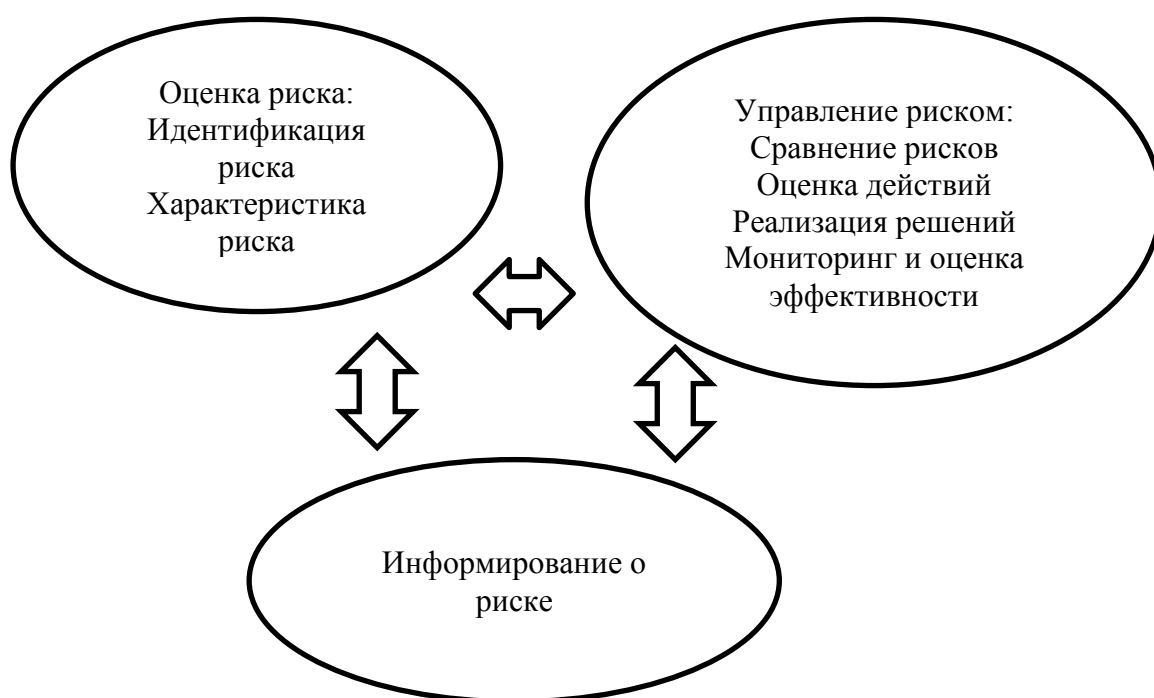 Оценка риска:
Идентификация
риска
Характеристика
риска
Управление риском:
Сравнение рисков
Оценка действий
Реализация решений
Мониторинг и оценка
эффективности
Информирование о
риске